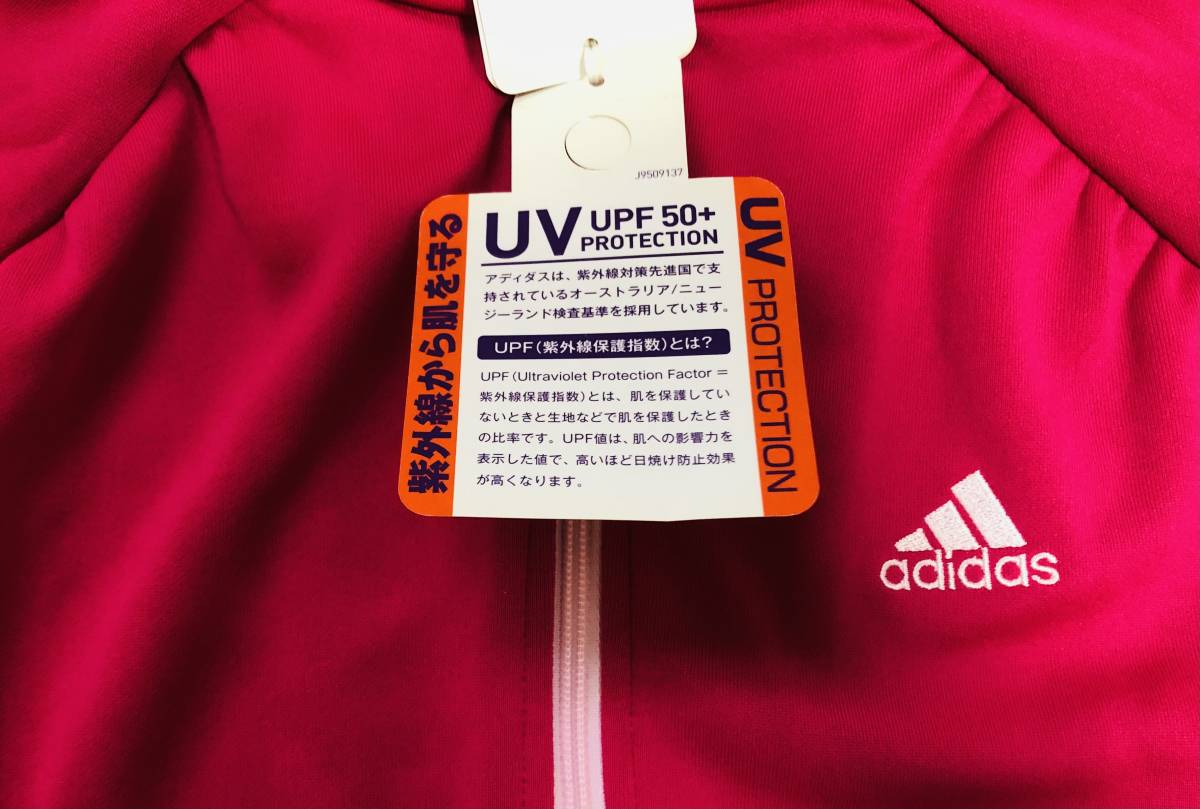 J9509137
紫外線から肌を守る
UV UPF 50+
PROTECTION
アディダスは、紫外線対策先進国で支
持されているオーストラリア/ニュー
ジーランド検査基準を採用しています。
UPF(紫外線保護指数)とは?
UPF(Ultraviolet Protection Factor =
紫外線保護指数)とは、肌を保護してい
ないときと生地などで肌を保護したとき
の比率です。UPF値は、肌への影響力を
表示した値で、高いほど日焼け防止効果
が高くなります。
UV PROTECTION
adidas